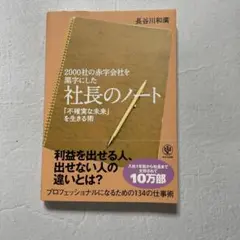 長谷川和廣
2000社の赤字会社を
黒字にした
社長のノート
「不確実な未来」
を生きる術
利益を出せる人、
出せない人の
違いとは?
10万部
プロフェッショナルになるための134の仕事術